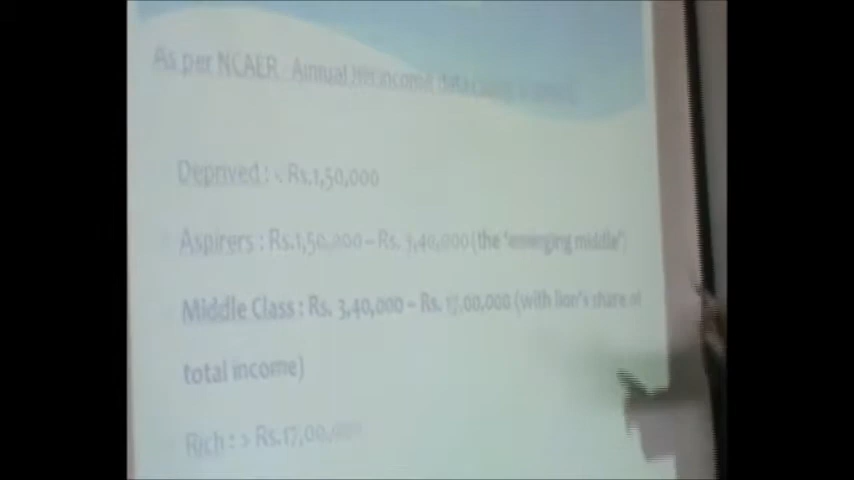 As per NCAER - Annual income data
Deprived : < Rs.1,50,000
Aspirers : Rs.1,50,000 – Rs. 3,40,000 (the 'emerging middle')
Middle Class : Rs. 3,40,000 – Rs. 17,00,000 (with lion's share of
total income)
Rich : > Rs.17,00,000